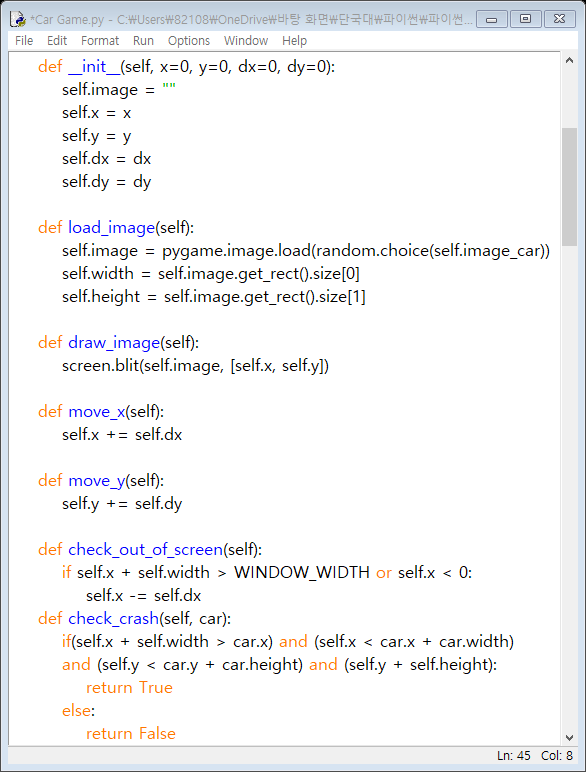 *Car Game.py - C:₩Users₩82108₩OneDrive₩바탕 화면₩단국대₩파이썬₩파이썬...
File Edit Format Run Options Window Help
def __init__(self, x=0, y=0, dx=0, dy=0):
self.image = ""
self.x = x
self.y = y
self.dx = dx
self.dy = dy
def load_image(self):
self.image = pygame.image.load(random.choice(self.image_car))
self.width = self.image.get_rect().size[0]
self.height = self.image.get_rect().size[1]
def draw_image(self):
screen.blit(self.image, [self.x, self.y])
def move_x(self):
self.x += self.dx
def move_y(self):
self.y += self.dy
def check_out_of_screen(self):
if self.x + self.width > WINDOW_WIDTH or self.x < 0:
self.x -= self.dx
def check_crash(self, car):
if(self.x + self.width > car.x) and (self.x < car.x + car.width)
and (self.y < car.y + car.height) and (self.y + self.height):
return True
else:
return False
Ln: 45 Col: 8